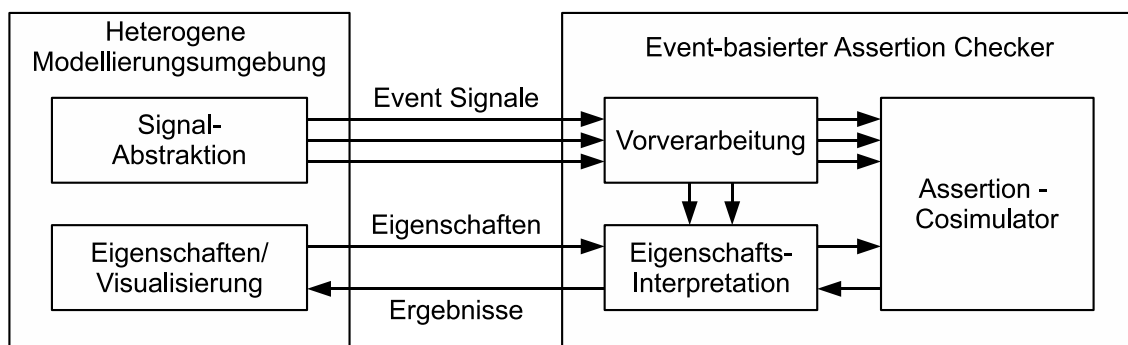 Heterogene
Modellierungsumgebung
Signal-
Abstraktion
Eigenschaften/
Visualisierung
Event Signale
Eigenschaften
Ergebnisse
Event-basierter Assertion Checker
Vorverarbeitung
Eigenschafts-
Interpretation
Assertion -
Cosimulator